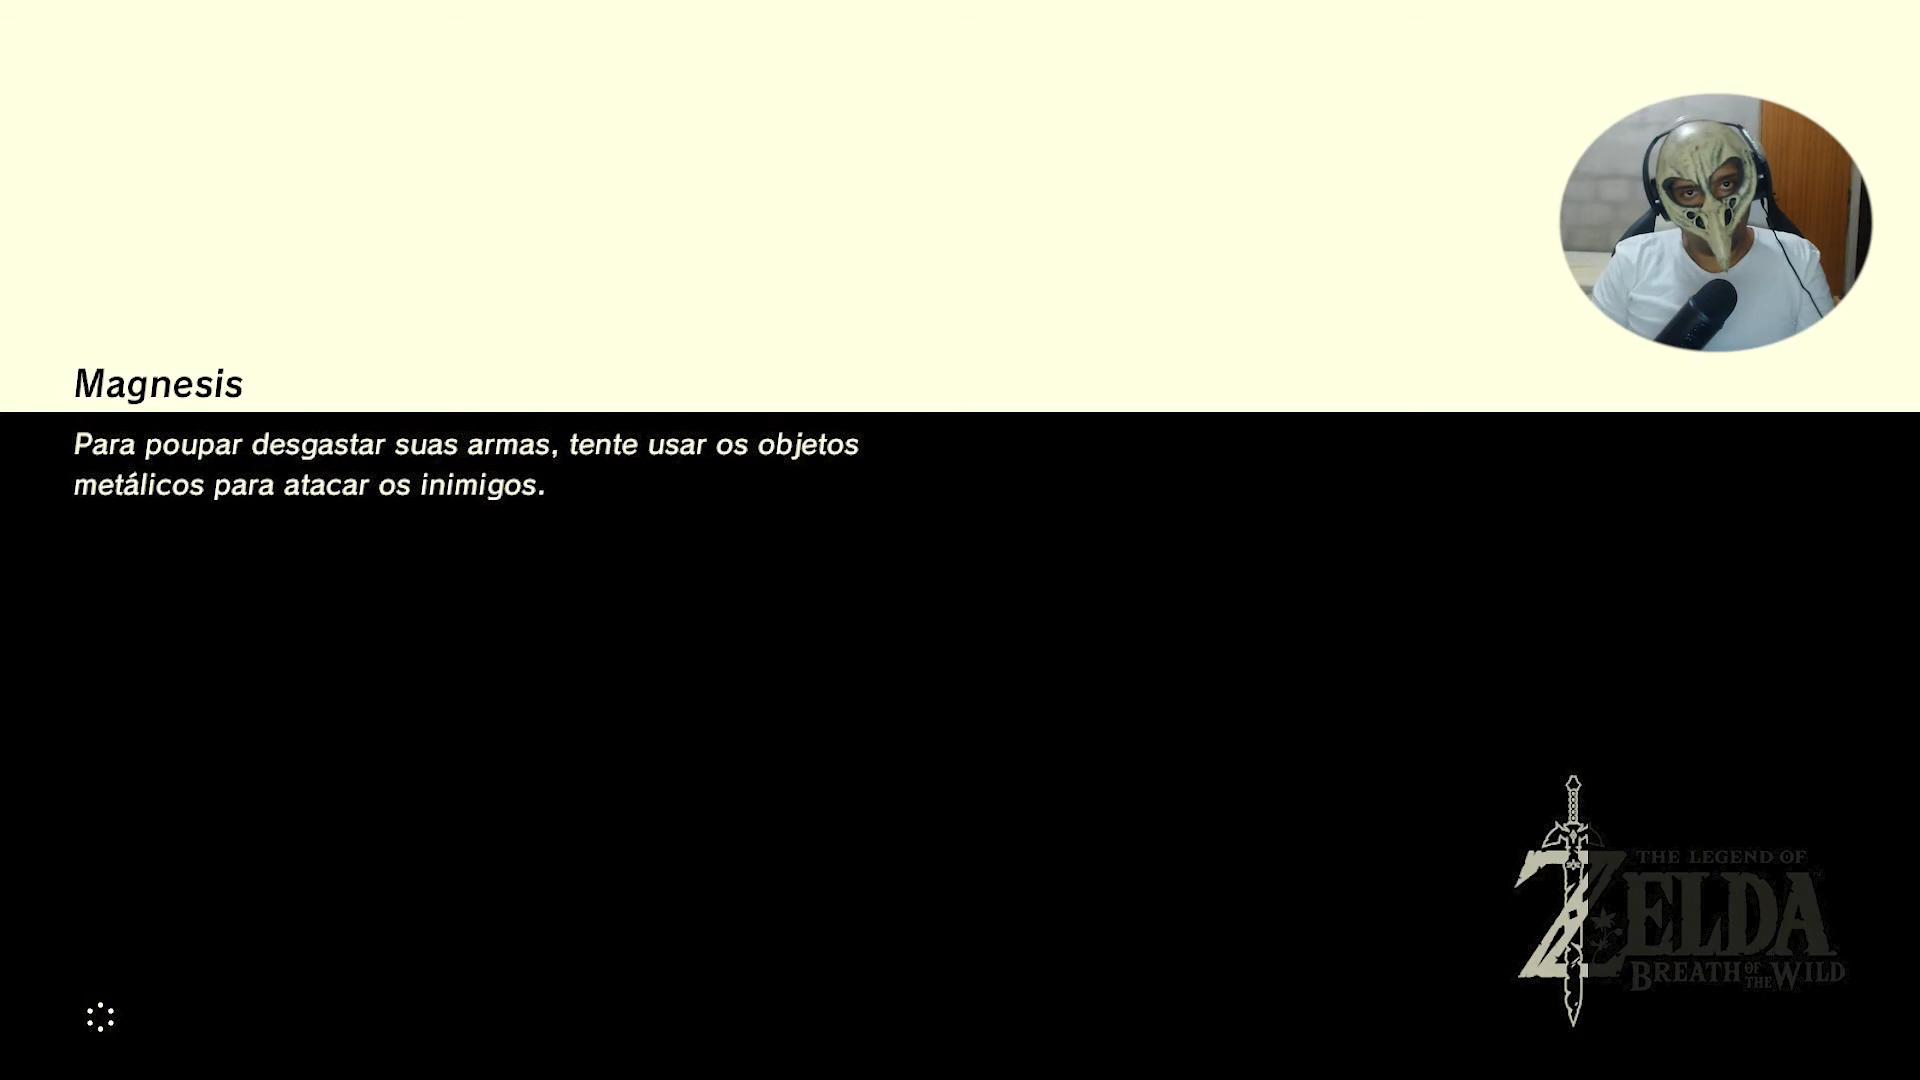 Magnesis
Para poupar desgastar suas armas, tente usar os objetos
metálicos para atacar os inimigos.
THE LEGEND OF
ZELDA
BREATH OF THE WILD